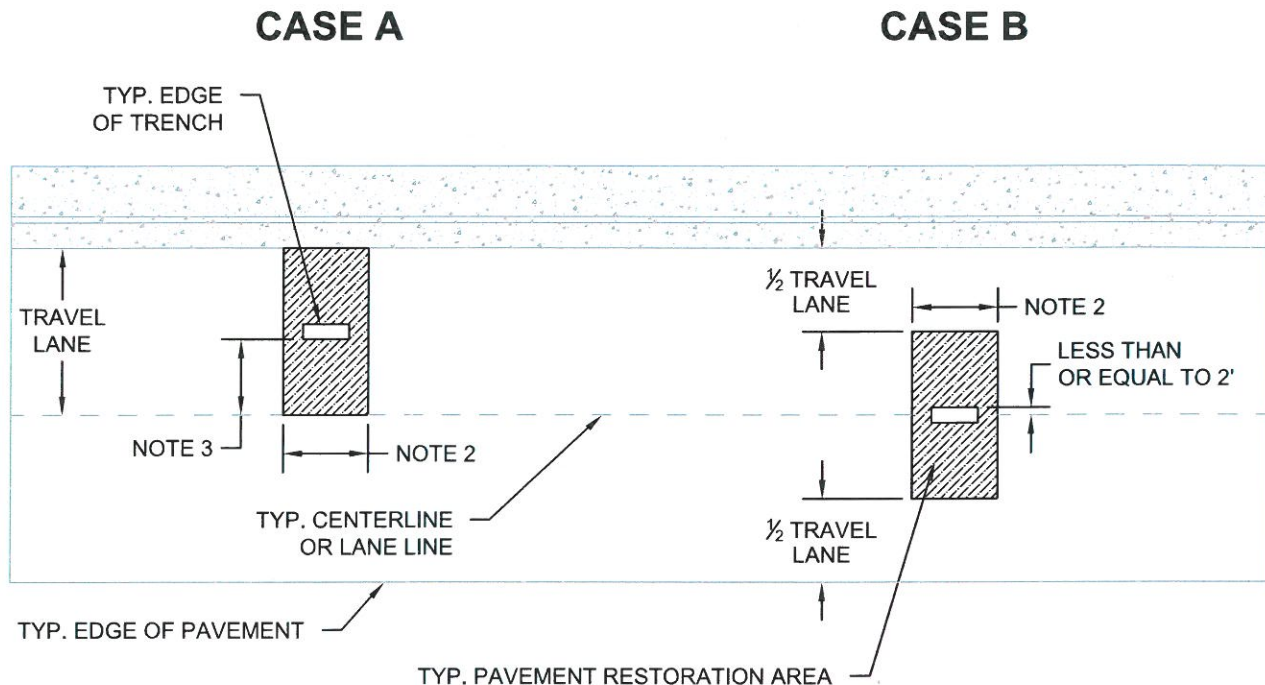 CASE A
CASE B
TYP. EDGE
OF TRENCH
TRAVEL
LANE
NOTE 3
NOTE 2
TYP. CENTERLINE
OR LANE LINE
TYP. EDGE OF PAVEMENT
½ TRAVEL
LANE
NOTE 2
LESS THAN
OR EQUAL TO 2'
½ TRAVEL
LANE
TYP. PAVEMENT RESTORATION AREA